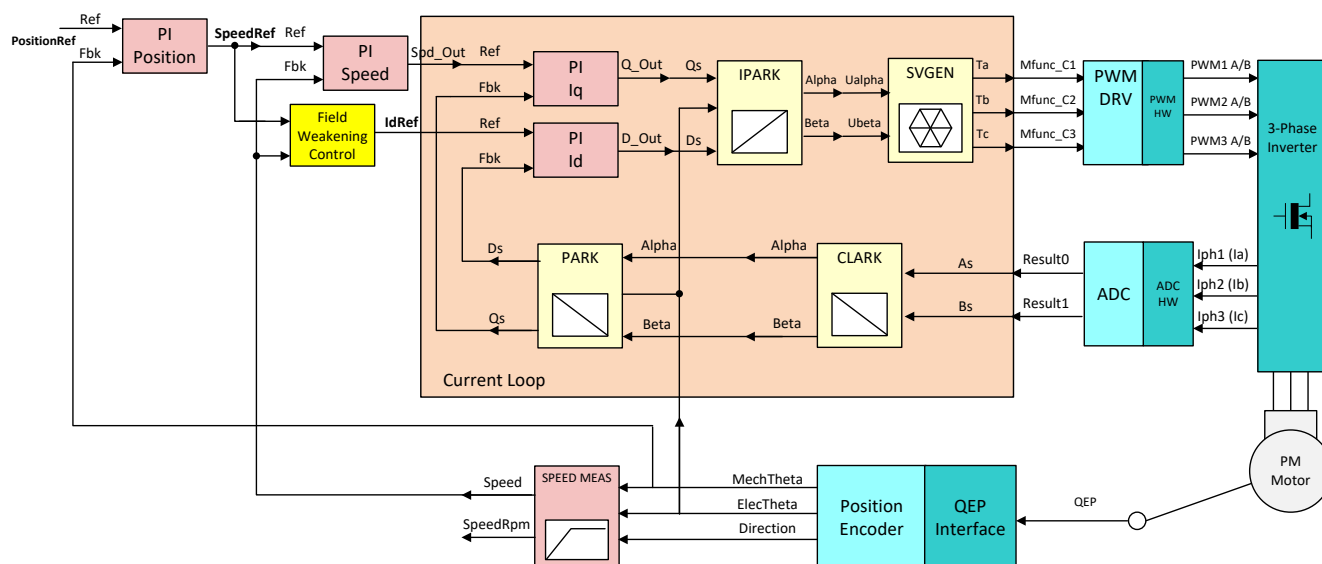 Ref
PositionRef
Fbk
PI
Position
SpeedRef
Ref
Fbk
PI
Speed
Spd_Out
Ref
Fbk
PI
Iq
Q_Out
Qs
IPARK
Alpha
Ualpha
Beta
Ubeta
SVGEN
Ta
Tb
Tc
Mfunc_C1
Mfunc_C2
Mfunc_C3
PWM
DRV
PWM
HW
PWM1 A/B
PWM2 A/B
PWM3 A/B
3-Phase
Inverter
Field
Weakening
Control
IdRef
Ref
Fbk
PI
Id
D_Out
Ds
Ds
Qs
PARK
Alpha
Beta
Alpha
Beta
CLARK
As
Bs
Result0
Result1
ADC
ADC
HW
Iph1 (Ia)
Iph2 (Ib)
Iph3 (Ic)
Current Loop
Speed
SpeedRpm
SPEED MEAS
MechTheta
ElecTheta
Direction
Position
Encoder
QEP
Interface
QEP
PM
Motor